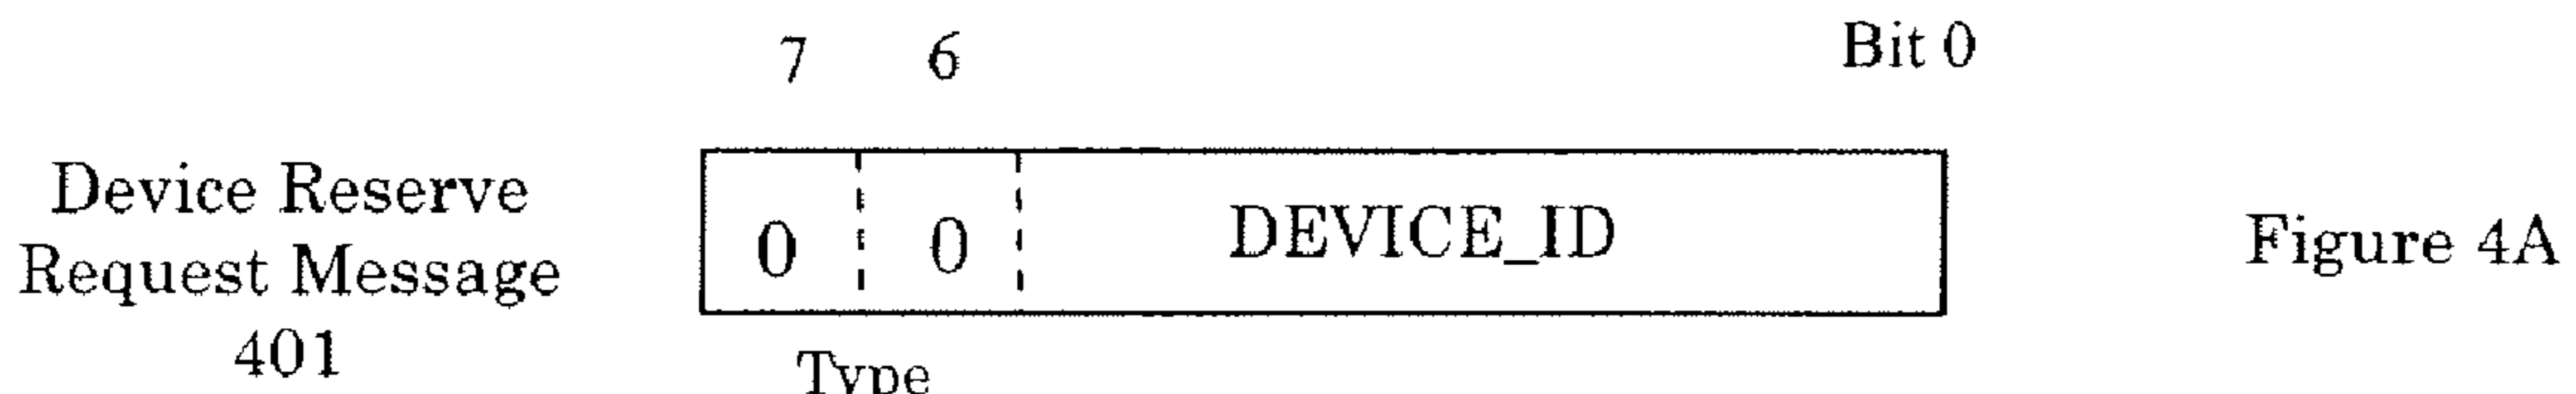 7 6 Bit 0
Device Reserve
Request Message
401
0 0 DEVICE_ID
Type
Figure 4A